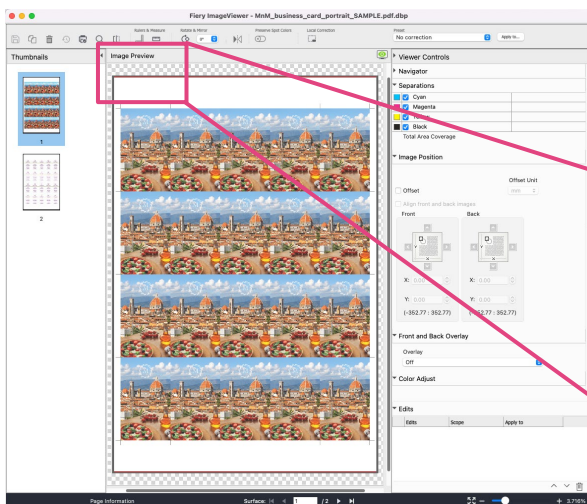 Fiery ImageViewer - MnM_business_card_portrait_SAMPLE.pdf.dbp
Rulers & Measure
Rotate & Mirror
Preserve Spot Colors
Local Correction
Preset
0°
No correction
Apply to...
Thumbnails
Image Preview
Viewer Controls
Navigator
Separations
Cyan
Magenta
Black
Total Area Coverage
1
Image Position
Offset Unit
Offset
mm
Align front and back images
2
Front
Back
X: 0.00
X: 0.00
Y: 0.00
Y: 0.00
(-352.77 : 352.77)
Front and Back Overlay
Overlay
Off
Color Adjust
Edits
Edits
Scope
Apply to
Page Information
Surface:
1
/ 2
3.716%